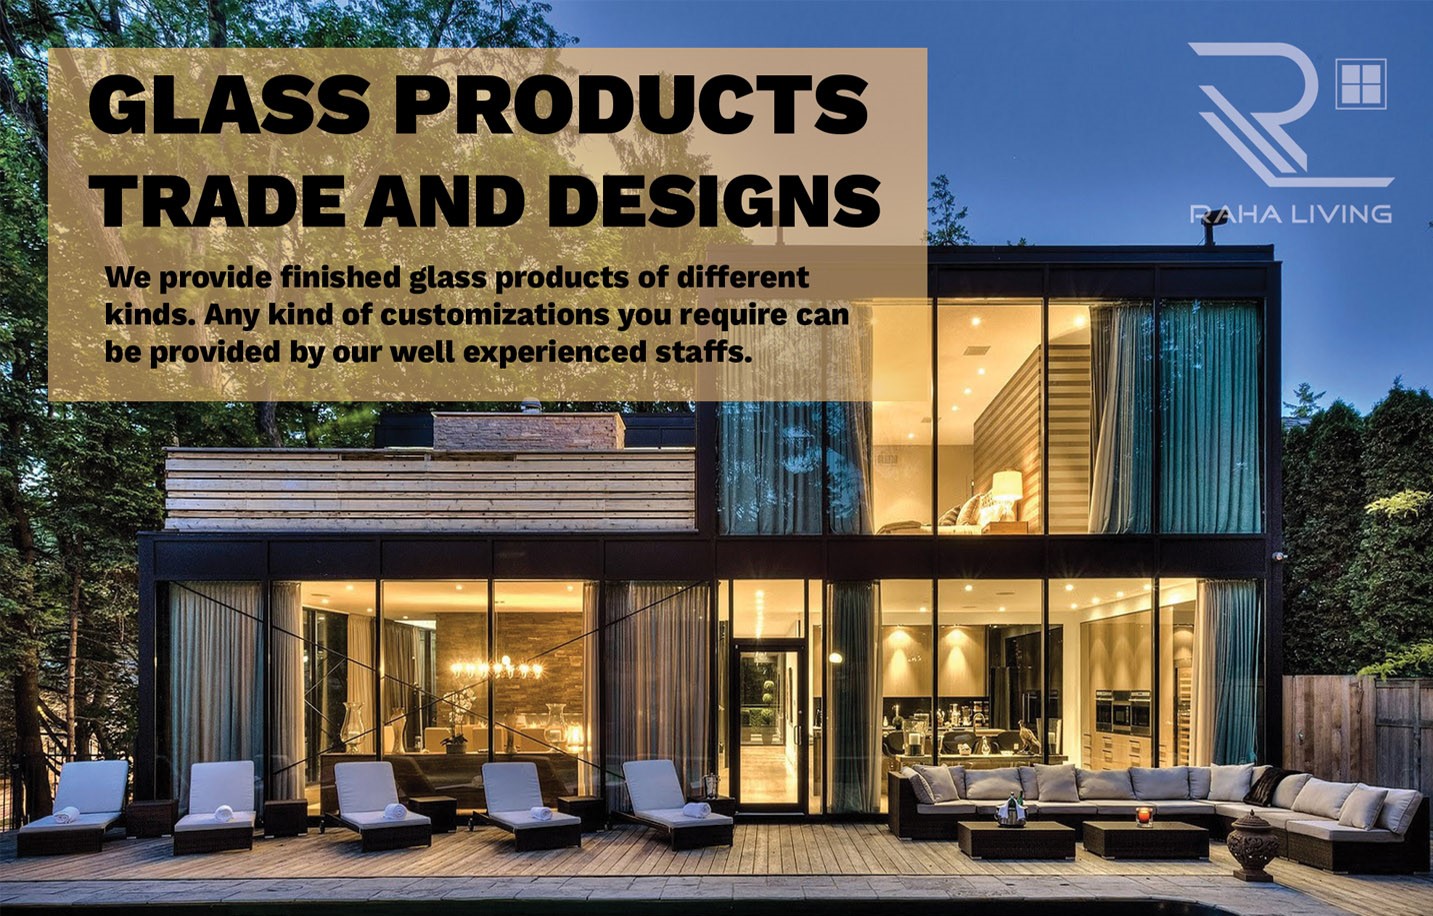 GLASS PRODUCTS
TRADE AND DESIGNS
We provide finished glass products of different
kinds. Any kind of customizations you require can
be provided by our well experienced staffs.
RAHA LIVING